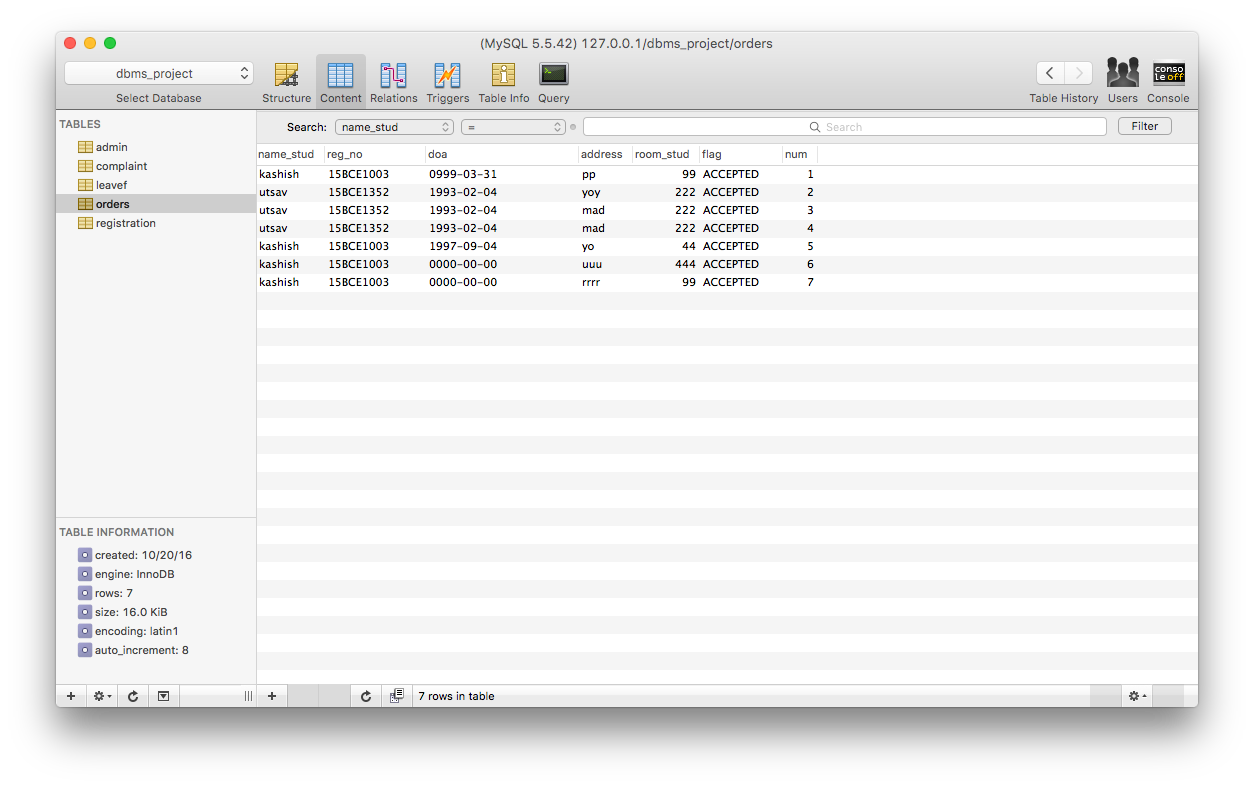 (MySQL 5.5.42) 127.0.0.1/dbms_project/orders
dbms_project
Select Database
Structure Content Relations Triggers Table Info Query
conso
le off
Table History Users Console
TABLES
admin
complaint
leavef
orders
registration
Search: name_stud = Search Filter
name_stud reg_no doa address room_stud flag num
kashish 15BCE1003 0999-03-31 pp 99 ACCEPTED 1
utsav 15BCE1352 1993-02-04 yoy 222 ACCEPTED 2
utsav 15BCE1352 1993-02-04 mad 222 ACCEPTED 3
utsav 15BCE1352 1993-02-04 mad 222 ACCEPTED 4
kashish 15BCE1003 1997-09-04 yo 44 ACCEPTED 5
kashish 15BCE1003 0000-00-00 uuu 444 ACCEPTED 6
kashish 15BCE1003 0000-00-00 rrrr 99 ACCEPTED 7
TABLE INFORMATION
created: 10/20/16
engine: InnoDB
rows: 7
size: 16.0 KiB
encoding: latin1
auto_increment: 8
7 rows in table